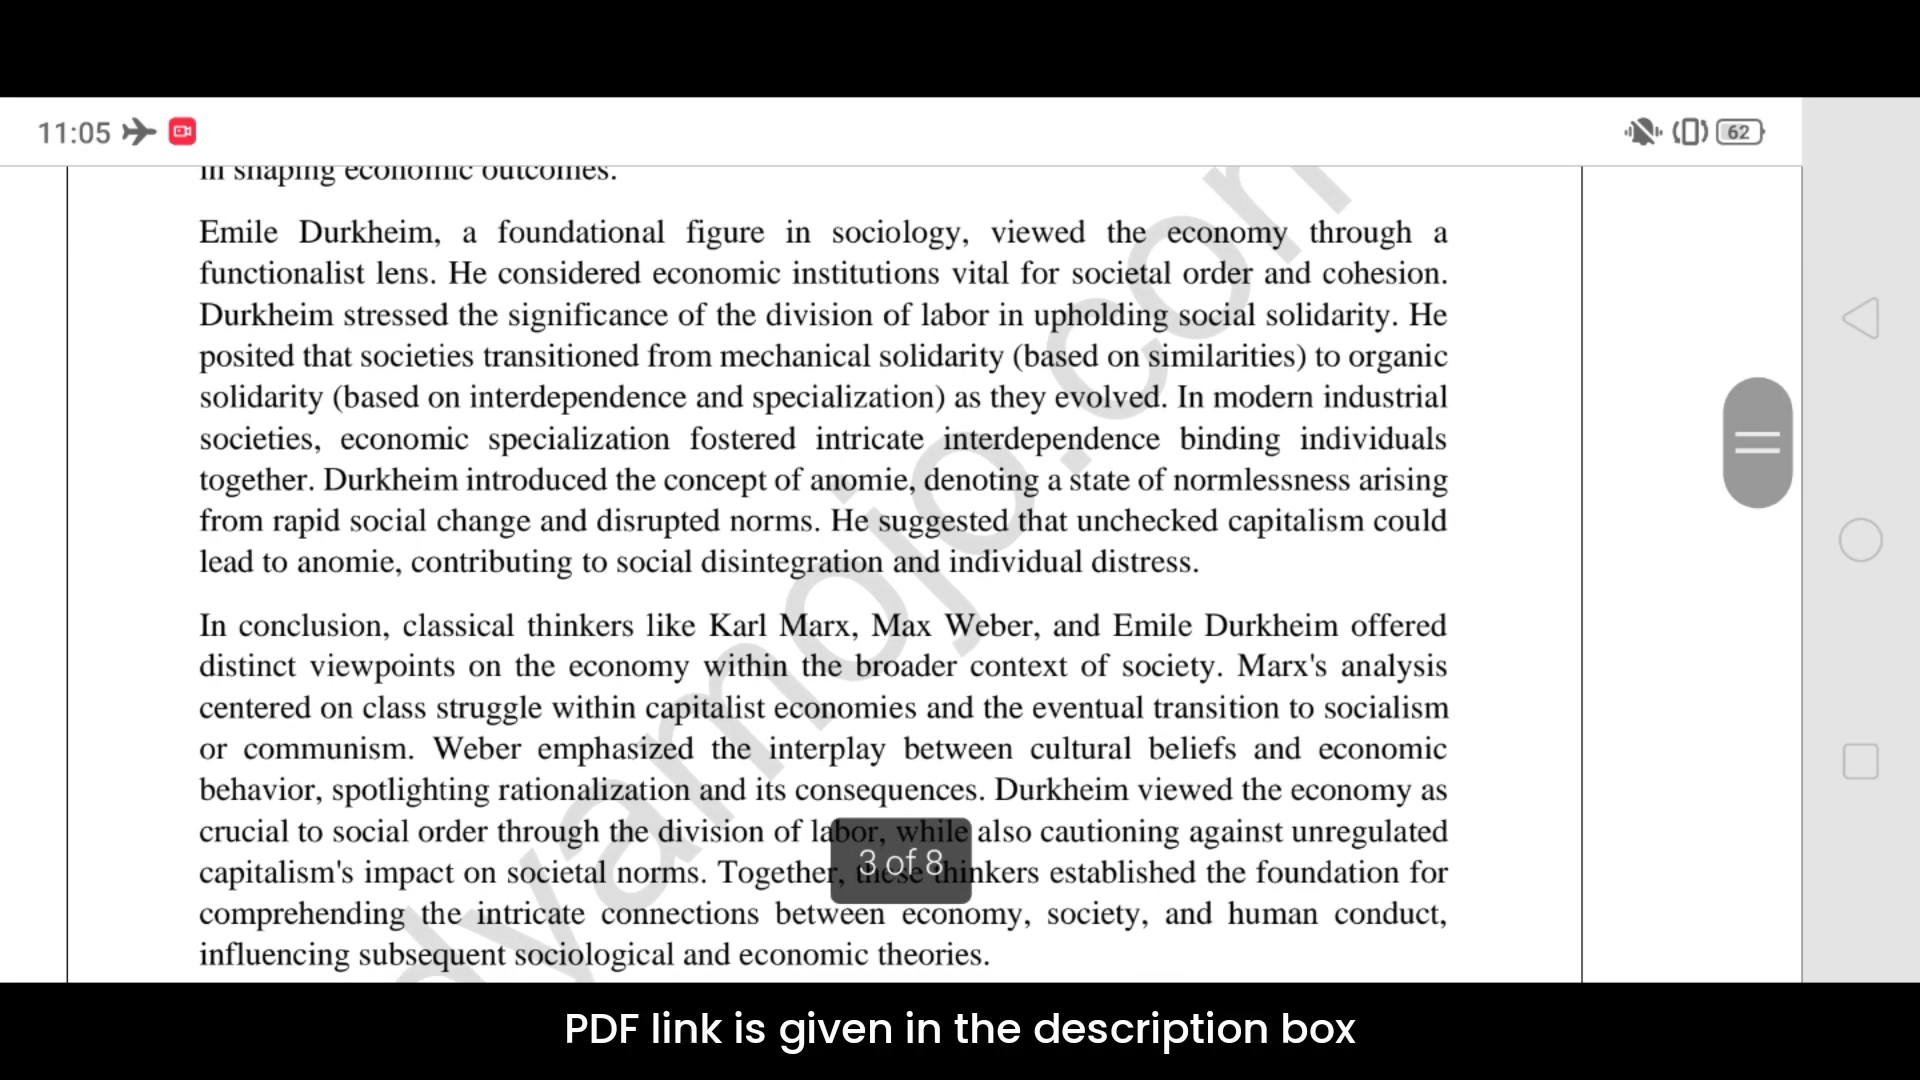 11:05
62
in shaping economic outcomes.
Emile Durkheim, a foundational figure in sociology, viewed the economy through a
functionalist lens. He considered economic institutions vital for societal order and cohesion.
Durkheim stressed the significance of the division of labor in upholding social solidarity. He
posited that societies transitioned from mechanical solidarity (based on similarities) to organic
solidarity (based on interdependence and specialization) as they evolved. In modern industrial
societies, economic specialization fostered intricate interdependence binding individuals
together. Durkheim introduced the concept of anomie, denoting a state of normlessness arising
from rapid social change and disrupted norms. He suggested that unchecked capitalism could
lead to anomie, contributing to social disintegration and individual distress.
In conclusion, classical thinkers like Karl Marx, Max Weber, and Emile Durkheim offered
distinct viewpoints on the economy within the broader context of society. Marx's analysis
centered on class struggle within capitalist economies and the eventual transition to socialism
or communism. Weber emphasized the interplay between cultural beliefs and economic
behavior, spotlighting rationalization and its consequences. Durkheim viewed the economy as
crucial to social order through the division of labor, while also cautioning against unregulated
capitalism's impact on societal norms. Together, these thinkers established the foundation for
3 of 8
comprehending the intricate connections between economy, society, and human conduct,
influencing subsequent sociological and economic theories.
dyamojo.com
PDF link is given in the description box